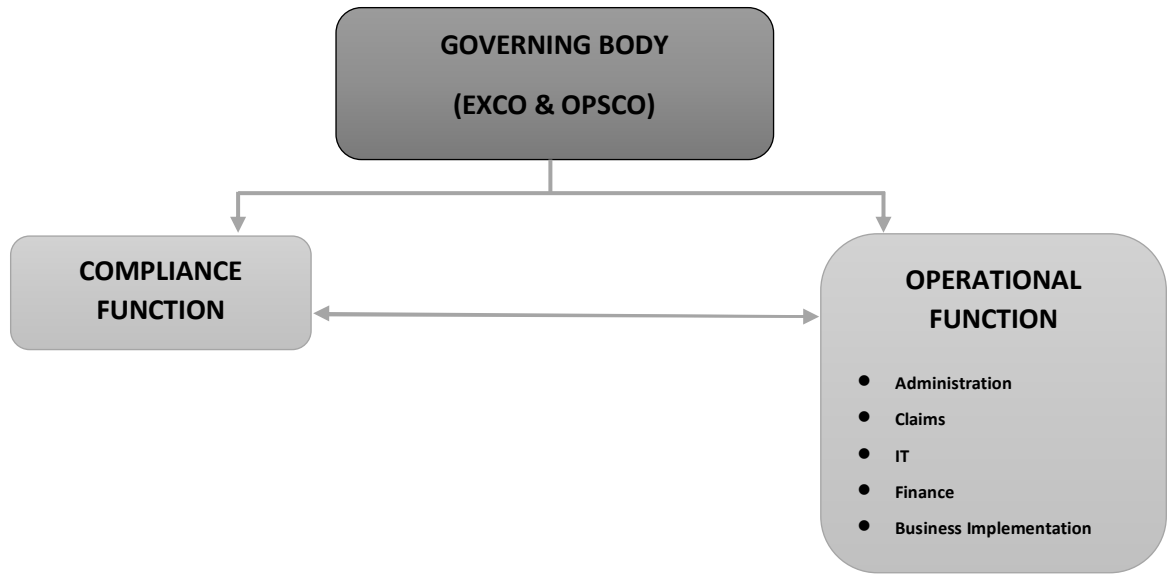 GOVERNING BODY
(EXCO & OPSCO)
COMPLIANCE
FUNCTION
OPERATIONAL
FUNCTION
• Administration
• Claims
• IT
• Finance
• Business Implementation